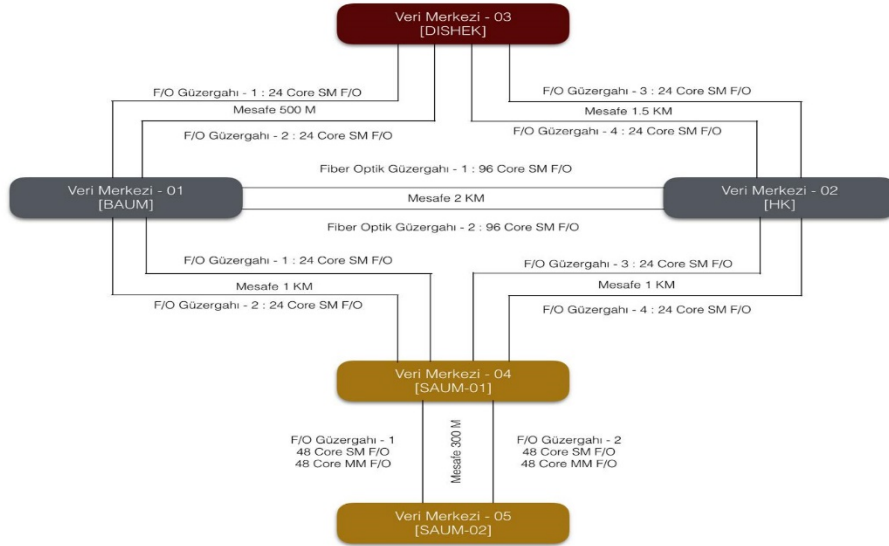 Veri Merkezi - 03
[DISHEK]
F/O Güzergahı - 1 : 24 Core SM F/O
Mesafe 500 M
F/O Güzergahı - 2 : 24 Core SM F/O
F/O Güzergahı - 3 : 24 Core SM F/O
Mesafe 1.5 KM
F/O Güzergahı - 4 : 24 Core SM F/O
Veri Merkezi - 01
[BAUM]
Fiber Optik Güzergahı - 1 : 96 Core SM F/O
Mesafe 2 KM
Fiber Optik Güzergahı - 2 : 96 Core SM F/O
Veri Merkezi - 02
[HK]
F/O Güzergahı - 1 : 24 Core SM F/O
Mesafe 1 KM
F/O Güzergahı - 2 : 24 Core SM F/O
F/O Güzergahı - 3 : 24 Core SM F/O
Mesafe 1 KM
F/O Güzergahı - 4 : 24 Core SM F/O
Veri Merkezi - 04
[SAUM-01]
F/O Güzergahı - 1
48 Core SM F/O
48 Core MM F/O
Mesafe 300 M
F/O Güzergahı - 2
48 Core SM F/O
48 Core MM F/O
Veri Merkezi - 05
[SAUM-02]